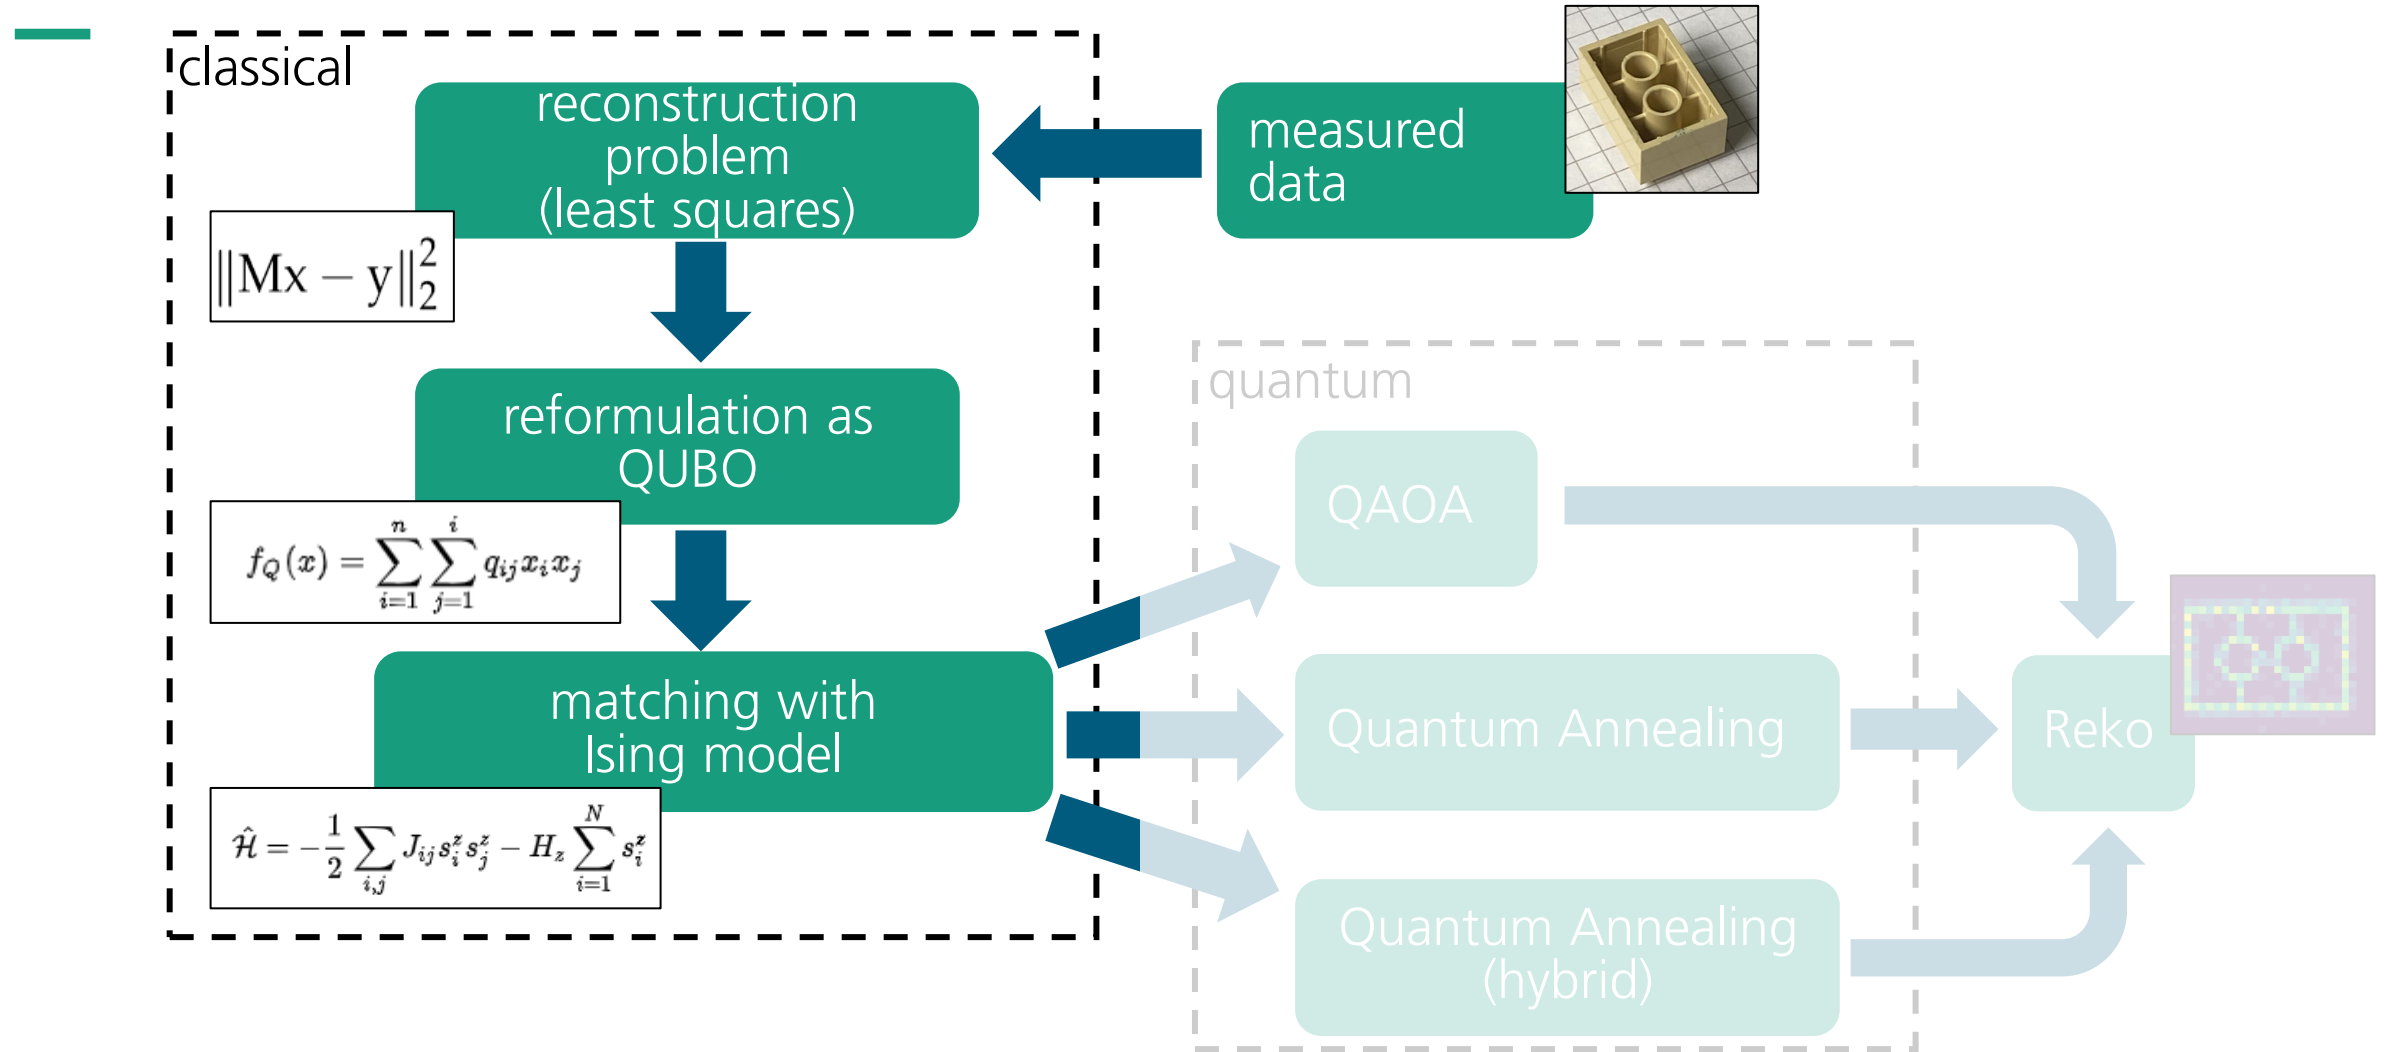 classical
reconstruction
problem
(least squares)
measured
data
‖Mx − y‖₂²
reformulation as
QUBO
f_Q(x) = ∑_{i=1}^{n} ∑_{j=1}^{i} q_{ij} x_i x_j
matching with
Ising model
Ĥ = −1/2 ∑_{i,j} J_{ij} s_i^z s_j^z − H_z ∑_{i=1}^{N} s_i^z
quantum
QAOA
Quantum Annealing
Quantum Annealing
(hybrid)
Reko